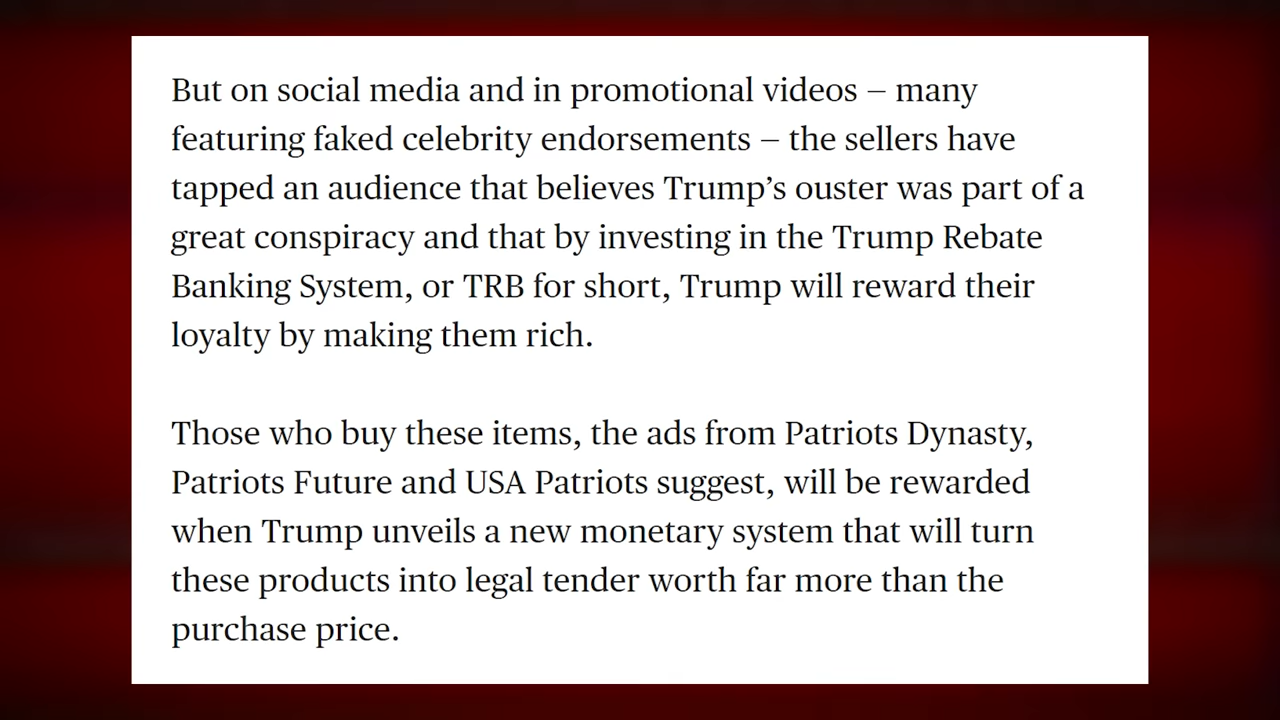 But on social media and in promotional videos – many
featuring faked celebrity endorsements – the sellers have
tapped an audience that believes Trump’s ouster was part of a
great conspiracy and that by investing in the Trump Rebate
Banking System, or TRB for short, Trump will reward their
loyalty by making them rich.
Those who buy these items, the ads from Patriots Dynasty,
Patriots Future and USA Patriots suggest, will be rewarded
when Trump unveils a new monetary system that will turn
these products into legal tender worth far more than the
purchase price.